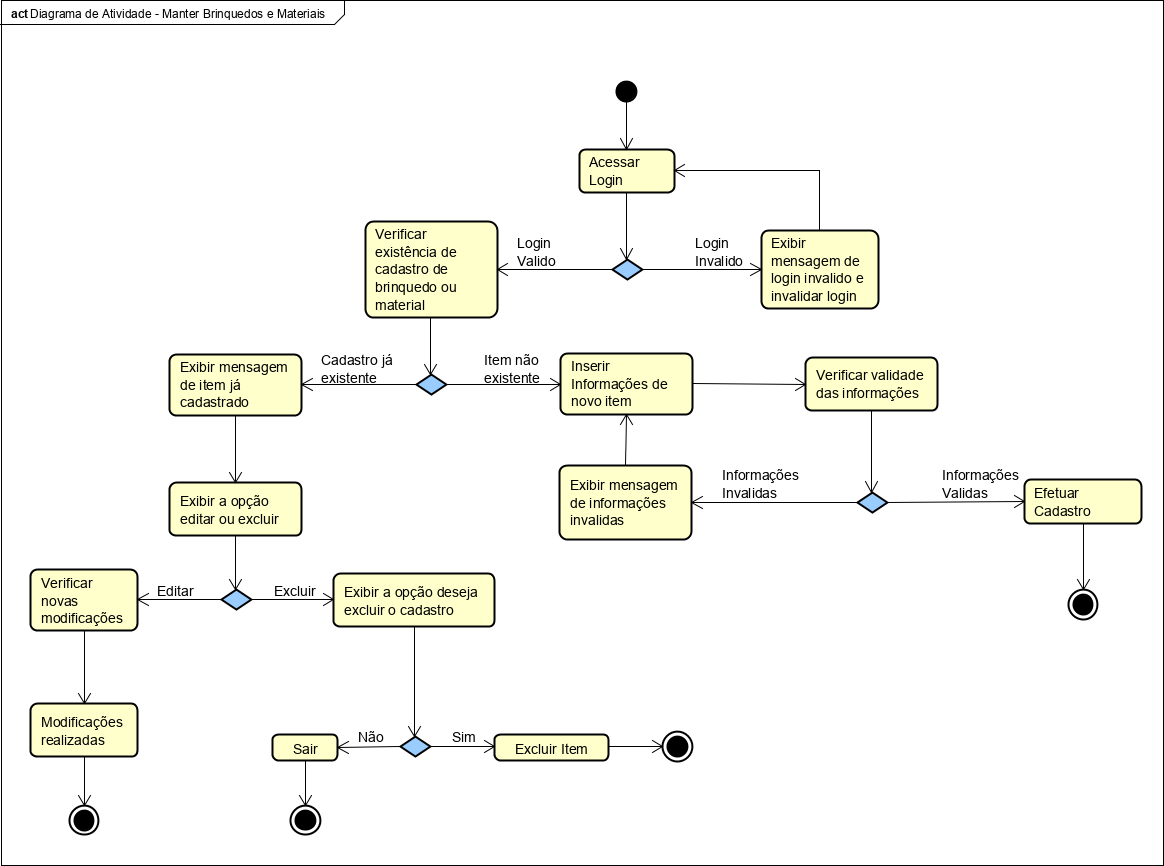 act Diagrama de Atividade - Manter Brinquedos e Materiais
Acessar
Login
Login
Valido
Login
Invalido
Verificar
existência de
cadastro de
brinquedo ou
material
Exibir
mensagem de
login invalido e
invalidar login
Cadastro já
existente
Item não
existente
Exibir mensagem
de item já
cadastrado
Inserir
Informações de
novo item
Verificar validade
das informações
Informações
Invalidas
Informações
Validas
Exibir mensagem
de informações
invalidas
Efetuar
Cadastro
Exibir a opção
editar ou excluir
Editar
Excluir
Verificar
novas
modificações
Exibir a opção deseja
excluir o cadastro
Modificações
realizadas
Não
Sim
Sair
Excluir Item